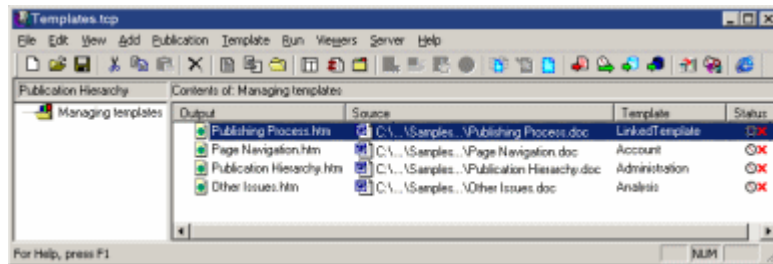 Templates.tcp
File Edit View Add Publication Template Run Viewers Server Help
Publication Hierarchy Contents of: Managing templates
Managing templates Output Source Template Status
Publishing Process.htm C:\...\Samples...\Publishing Process.doc LinkedTemplate
Page Navigation.htm C:\...\Samples...\Page Navigation.doc Account
Publication Hierarchy.htm C:\...\Samples...\Publication Hierarchy.doc Administration
Other Issues.htm C:\...\Samples...\Other Issues.doc Analysis
For Help, press F1 NUM